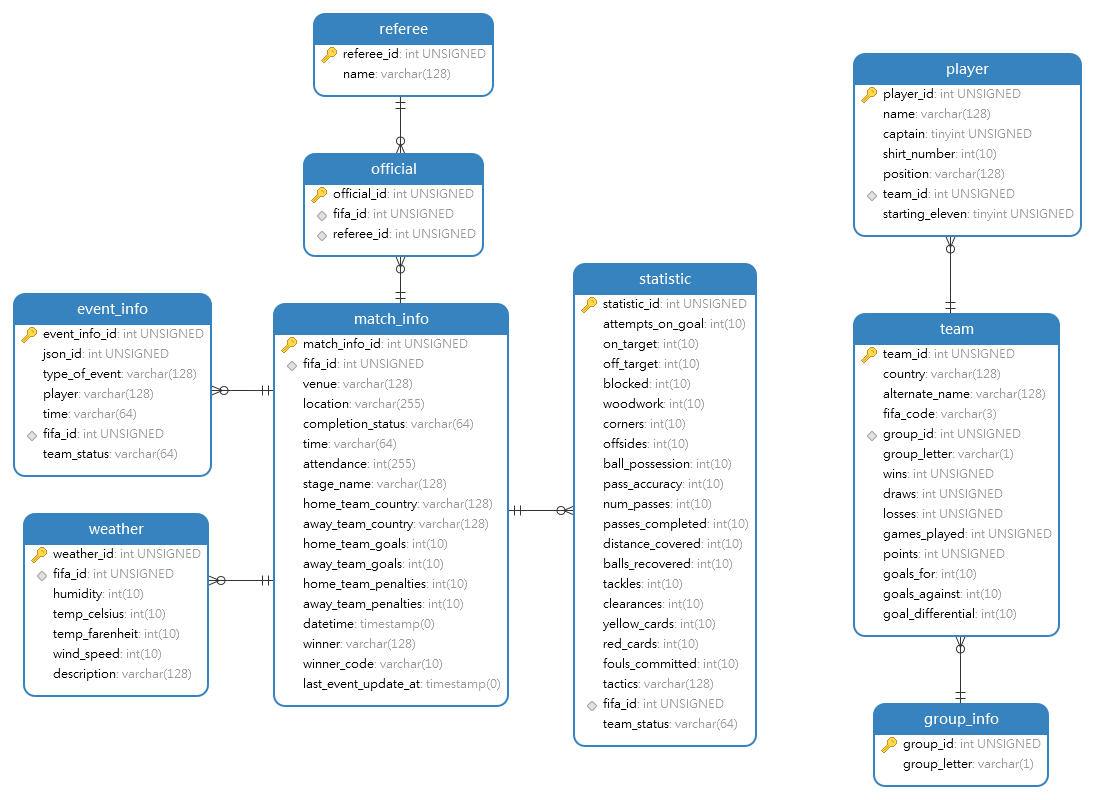 referee
referee_id: int UNSIGNED
name: varchar(128)
official
official_id: int UNSIGNED
fifa_id: int UNSIGNED
referee_id: int UNSIGNED
event_info
event_info_id: int UNSIGNED
json_id: int UNSIGNED
type_of_event: varchar(128)
player: varchar(128)
time: varchar(64)
fifa_id: int UNSIGNED
team_status: varchar(64)
weather
weather_id: int UNSIGNED
fifa_id: int UNSIGNED
humidity: int(10)
temp_celsius: int(10)
temp_farenheit: int(10)
wind_speed: int(10)
description: varchar(128)
match_info
match_info_id: int UNSIGNED
fifa_id: int UNSIGNED
venue: varchar(128)
location: varchar(255)
completion_status: varchar(64)
time: varchar(64)
attendance: int(255)
stage_name: varchar(128)
home_team_country: varchar(128)
away_team_country: varchar(128)
home_team_goals: int(10)
away_team_goals: int(10)
home_team_penalties: int(10)
away_team_penalties: int(10)
datetime: timestamp(0)
winner: varchar(128)
winner_code: varchar(10)
last_event_update_at: timestamp(0)
statistic
statistic_id: int UNSIGNED
attempts_on_goal: int(10)
on_target: int(10)
off_target: int(10)
blocked: int(10)
woodwork: int(10)
corners: int(10)
offsides: int(10)
ball_possession: int(10)
pass_accuracy: int(10)
num_passes: int(10)
passes_completed: int(10)
distance_covered: int(10)
balls_recovered: int(10)
tackles: int(10)
clearances: int(10)
yellow_cards: int(10)
red_cards: int(10)
fouls_committed: int(10)
tactics: varchar(128)
fifa_id: int UNSIGNED
team_status: varchar(64)
player
player_id: int UNSIGNED
name: varchar(128)
captain: tinyint UNSIGNED
shirt_number: int(10)
position: varchar(128)
team_id: int UNSIGNED
starting_eleven: tinyint UNSIGNED
team
team_id: int UNSIGNED
country: varchar(128)
alternate_name: varchar(128)
fifa_code: varchar(3)
group_id: int UNSIGNED
group_letter: varchar(1)
wins: int UNSIGNED
draws: int UNSIGNED
losses: int UNSIGNED
games_played: int UNSIGNED
points: int UNSIGNED
goals_for: int(10)
goals_against: int(10)
goal_differential: int(10)
group_info
group_id: int UNSIGNED
group_letter: varchar(1)